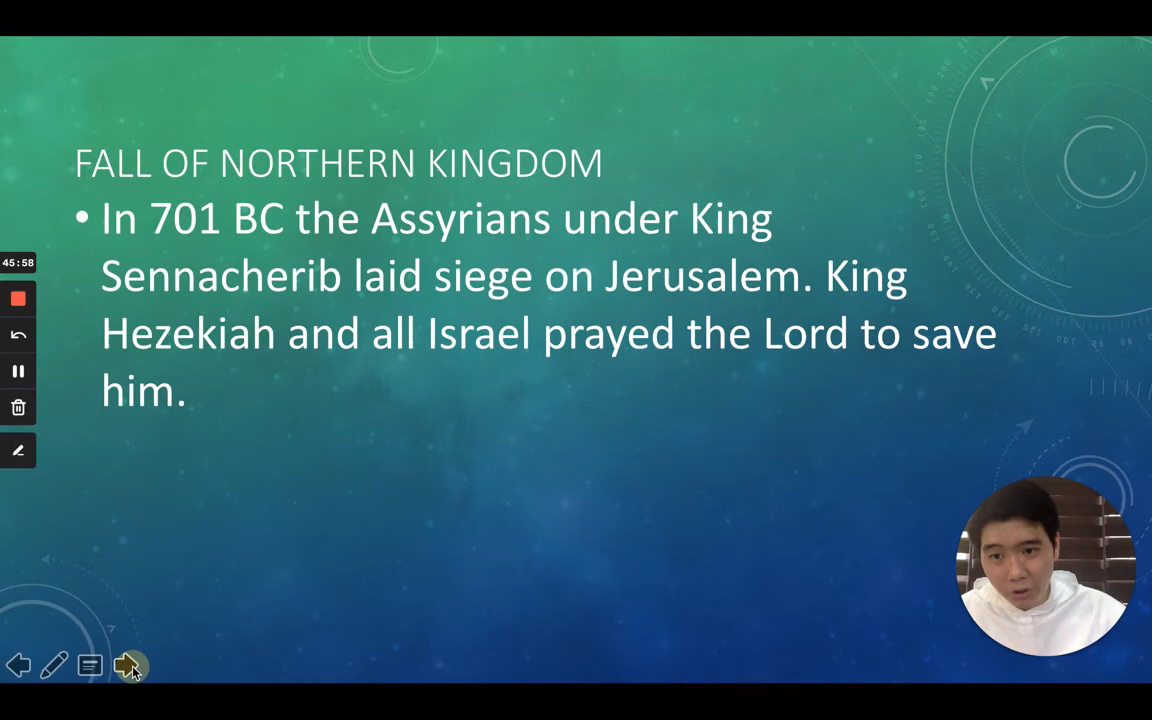 FALL OF NORTHERN KINGDOM
• In 701 BC the Assyrians under King
Sennacherib laid siege on Jerusalem. King
Hezekiah and all Israel prayed the Lord to save
him.
45:58